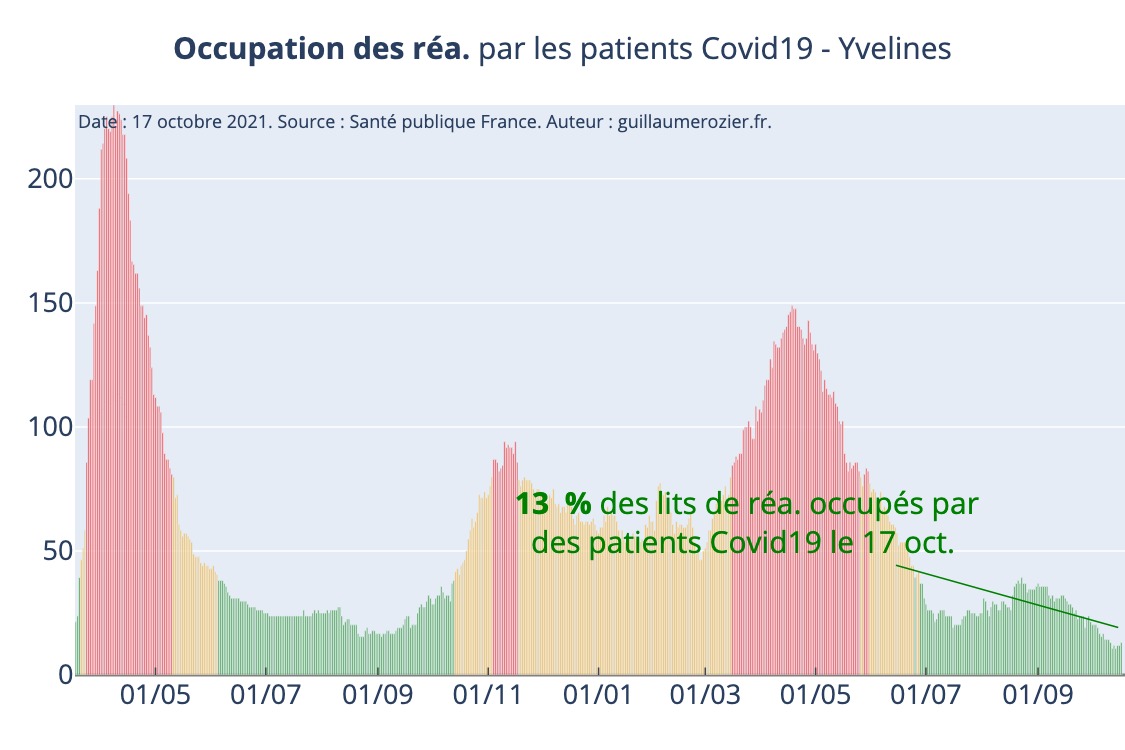 Occupation des réa. par les patients Covid19 - Yvelines
Date : 17 octobre 2021. Source : Santé publique France. Auteur : guillaumerozier.fr.
200
150
100
13 % des lits de réa. occupés par
des patients Covid19 le 17 oct.
50
0
01/05 01/07 01/09 01/11 01/01 01/03 01/05 01/07 01/09